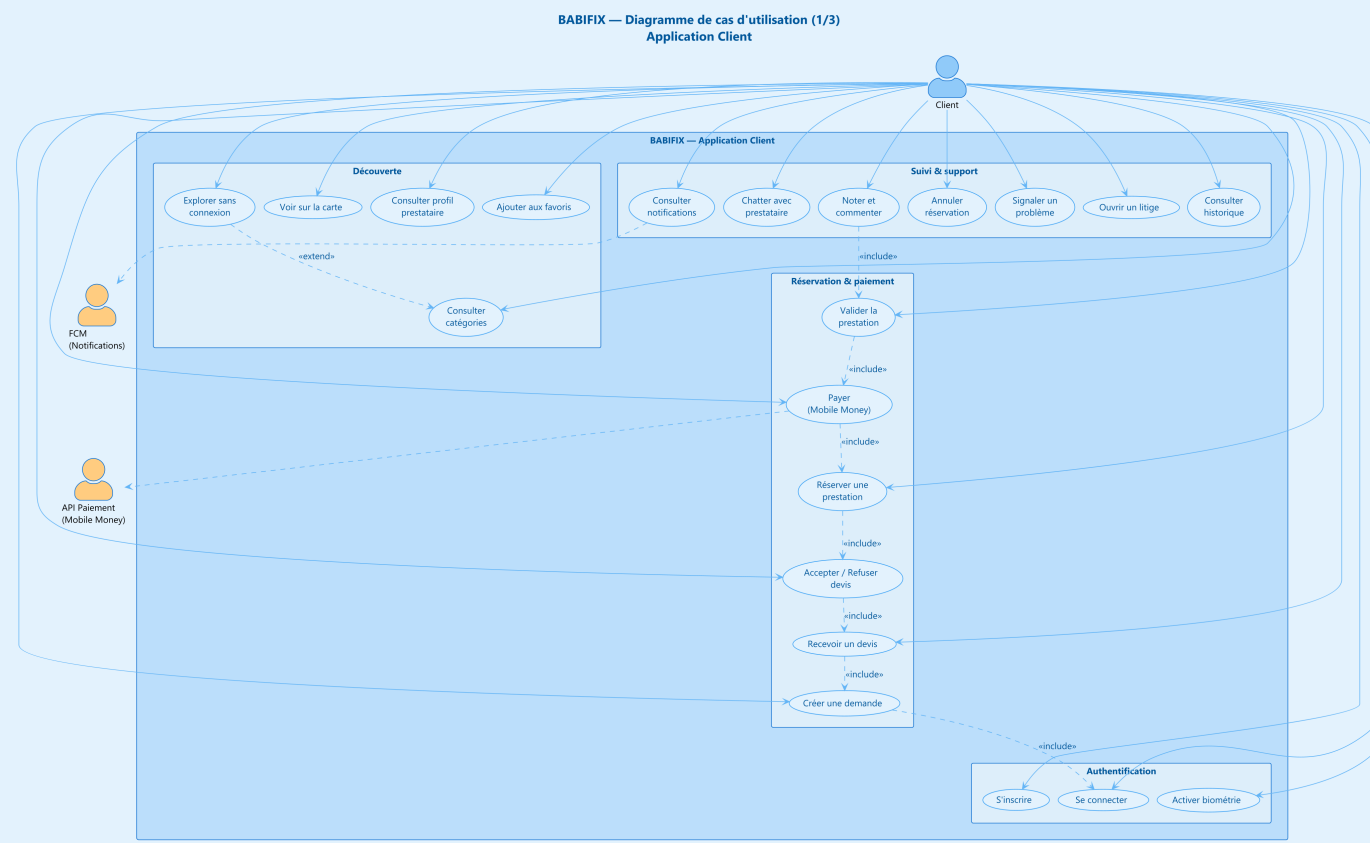 BABIFIX — Diagramme de cas d'utilisation (1/3)
Application Client
Client
BABIFIX — Application Client
Découverte
Explorer sans
connexion
Voir sur la carte
Consulter profil
prestataire
Ajouter aux favoris
«extend»
Consulter
catégories
Suivi & support
Consulter
notifications
Chatter avec
prestataire
Noter et
commenter
Annuler
réservation
Signaler un
problème
Ouvrir un litige
Consulter
historique
«include»
FCM
(Notifications)
API Paiement
(Mobile Money)
Réservation & paiement
Valider la
prestation
«include»
Payer
(Mobile Money)
«include»
Réserver une
prestation
«include»
Accepter / Refuser
devis
«include»
Recevoir un devis
«include»
Créer une demande
«include»
Authentification
S'inscrire
Se connecter
Activer biométrie